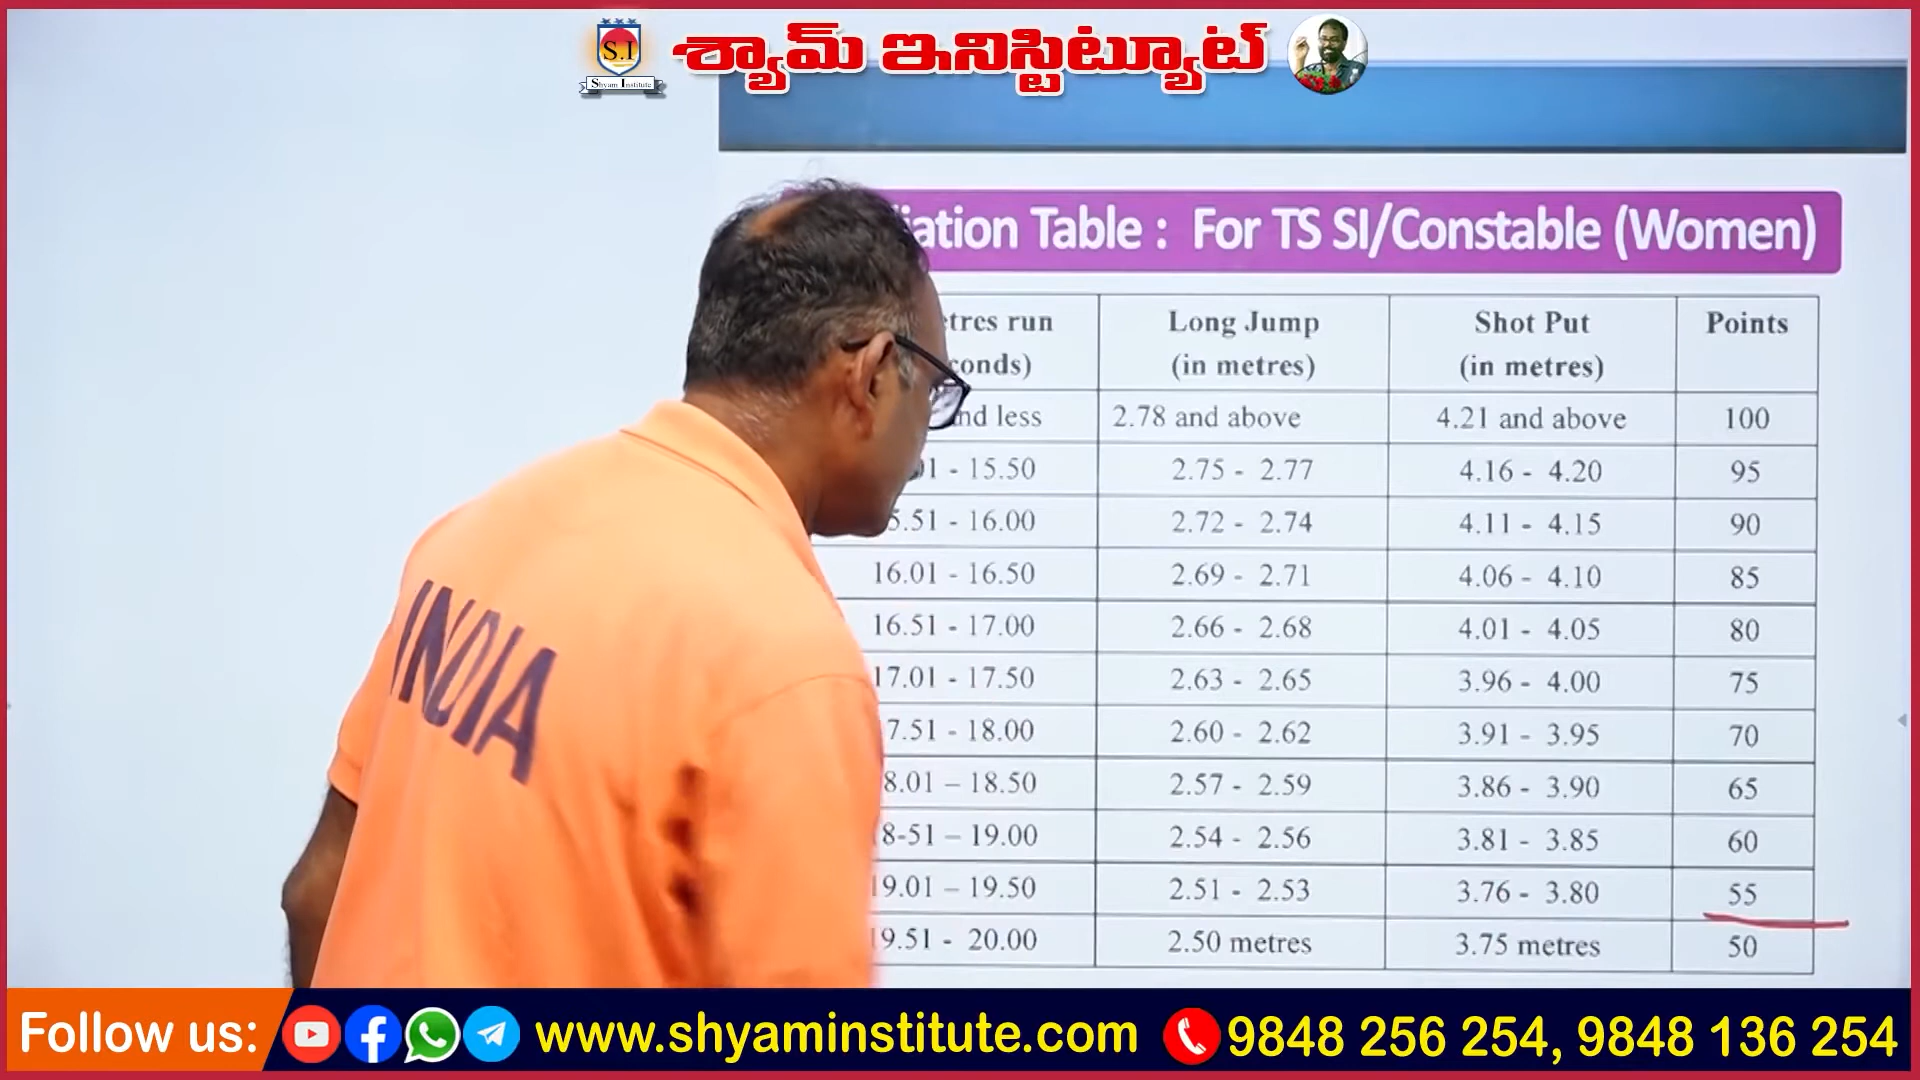 S.I
Shyam Institute
శ్యామ్ ఇనిస్టిట్యూట్
iation Table : For TS SI/Constable (Women)
etres run Long Jump Shot Put Points
conds) (in metres) (in metres)
nd less 2.78 and above 4.21 and above 100
01 - 15.50 2.75 - 2.77 4.16 - 4.20 95
5.51 - 16.00 2.72 - 2.74 4.11 - 4.15 90
16.01 - 16.50 2.69 - 2.71 4.06 - 4.10 85
16.51 - 17.00 2.66 - 2.68 4.01 - 4.05 80
17.01 - 17.50 2.63 - 2.65 3.96 - 4.00 75
7.51 - 18.00 2.60 - 2.62 3.91 - 3.95 70
8.01 – 18.50 2.57 - 2.59 3.86 - 3.90 65
8-51 – 19.00 2.54 - 2.56 3.81 - 3.85 60
19.01 – 19.50 2.51 - 2.53 3.76 - 3.80 55
19.51 - 20.00 2.50 metres 3.75 metres 50
INDIA
Follow us: www.shyaminstitute.com 9848 256 254, 9848 136 254